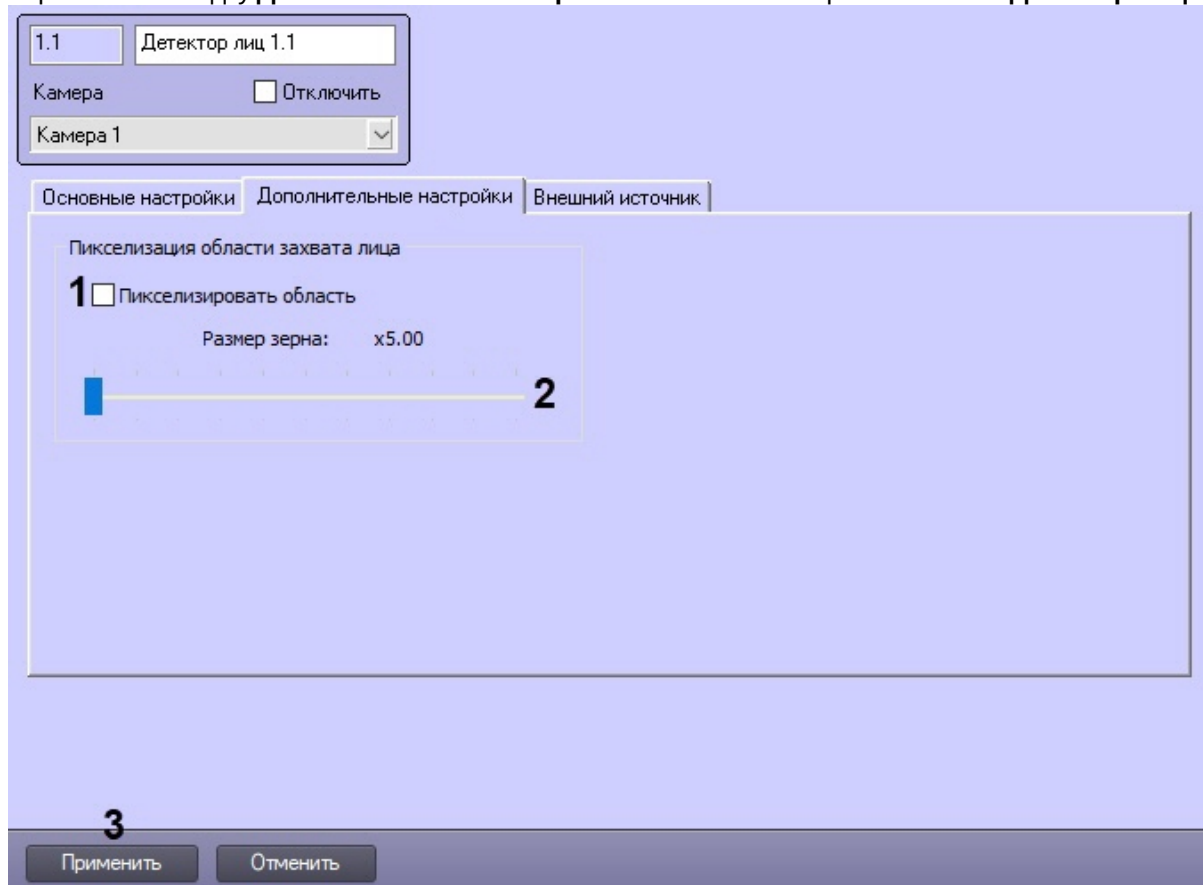 1.1 Детектор лиц 1.1
Камера Отключить
Камера 1
Основные настройки Дополнительные настройки Внешний источник
Пикселизация области захвата лица
1 Пикселизировать область
Размер зерна: x5.00
2
3
Применить Отменить